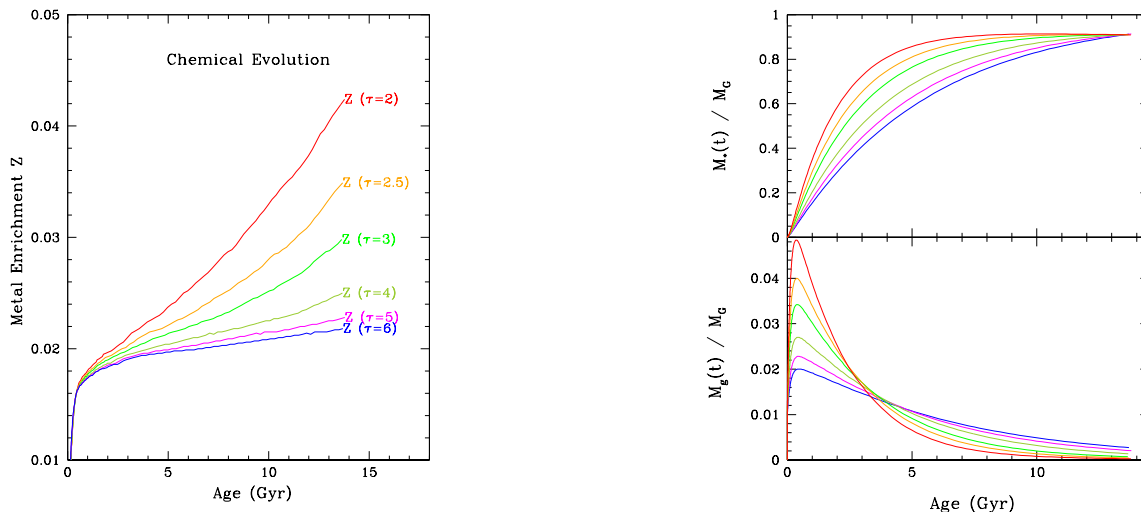 0.05
0.04
0.03
0.02
0.01
Metal Enrichment Z
Chemical Evolution
Z (τ=2)
Z (τ=2.5)
Z (τ=3)
Z (τ=4)
Z (τ=5)
Z (τ=6)
0 5 10 15
Age (Gyr)
1
0.8
0.6
0.4
0.2
0
M*(t) / MG
0.04
0.03
0.02
0.01
0
Mg(t) / MG
0 5 10
Age (Gyr)